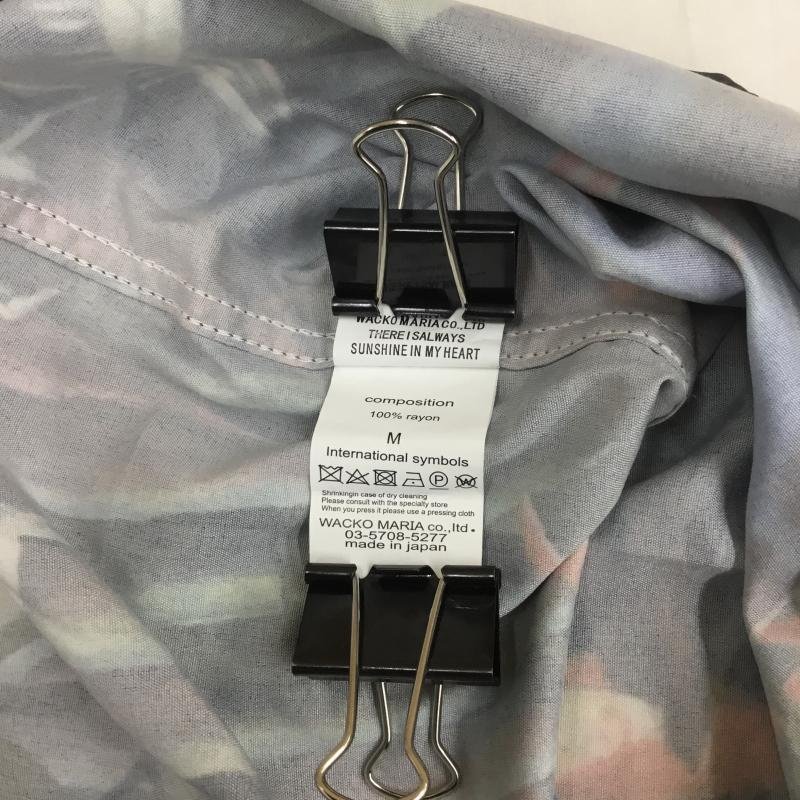 WACKO MARIA CO., LTD
THERE IS ALWAYS
SUNSHINE IN MY HEART
composition
100% rayon
M
International symbols
P
W
Shrinkingin case of dry cleaning
Please consult with the specialty store
When you press it please use a pressing cloth
WACKO MARIA co.,ltd.
03-5708-5277
made in japan